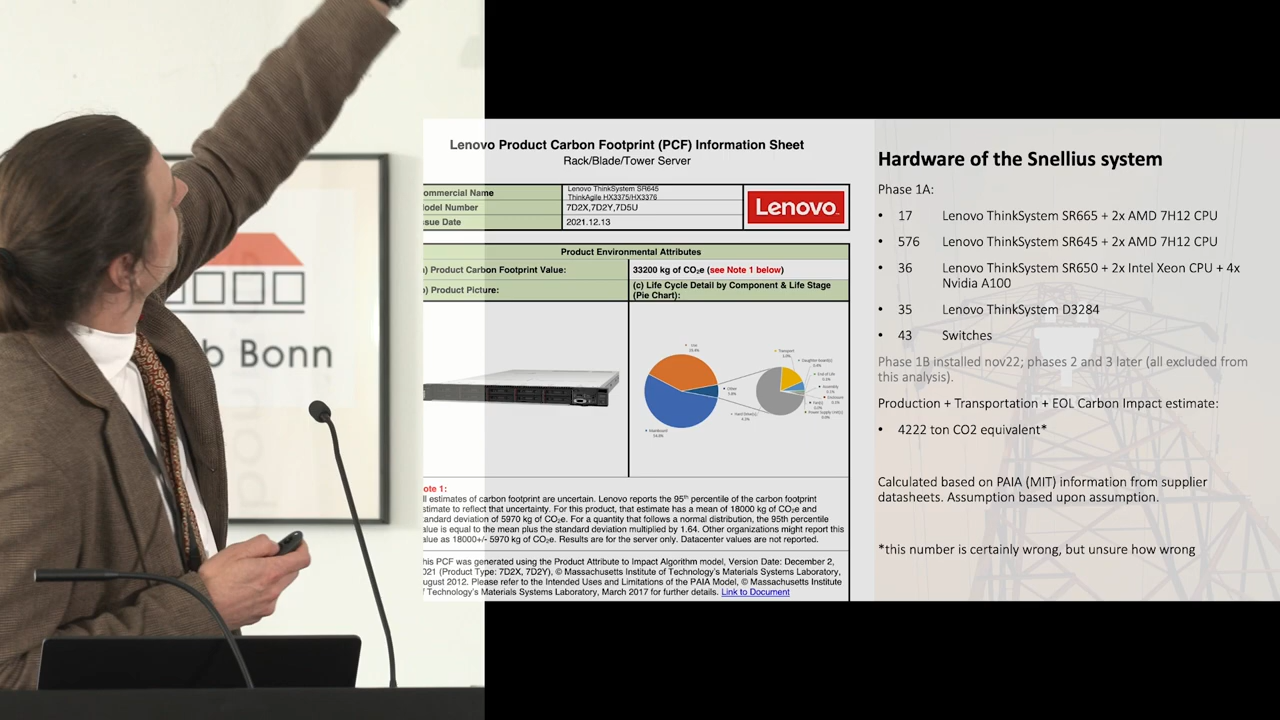 b Bonn
Lenovo Product Carbon Footprint (PCF) Information Sheet
Rack/Blade/Tower Server
ommercial Name
Lenovo ThinkSystem SR645
ThinkAgile HX3375/HX3376
odel Number
7D2X,7D2Y,7D5U
sue Date
2021.12.13
Lenovo
Product Environmental Attributes
) Product Carbon Footprint Value:
33200 kg of CO₂e (see Note 1 below)
) Product Picture:
(c) Life Cycle Detail by Component & Life Stage
(Pie Chart):
Use
Transport
Other
Mainboard
End of Life
Assembly
ote 1:
ll estimates of carbon footprint are uncertain. Lenovo reports the 95th percentile of the carbon footprint
stimate to reflect that uncertainty. For this product, that estimate has a mean of 18000 kg of CO₂e and
andard deviation of 5970 kg of CO₂e. For a quantity that follows a normal distribution, the 95th percentile
alue is equal to the mean plus the standard deviation multiplied by 1.64. Other organizations might report this
alue as 18000+/- 5970 kg of CO₂e. Results are for the server only. Datacenter values are not reported.
his PCF was generated using the Product Attribute to Impact Algorithm model, Version Date: December 2,
021 (Product Type: 7D2X, 7D2Y), © Massachusetts Institute of Technology's Materials Systems Laboratory,
ugust 2012. Please refer to the Intended Uses and Limitations of the PAIA Model, © Massachusetts Institute
f Technology's Materials Systems Laboratory, March 2017 for further details. Link to Document
Hardware of the Snellius system
Phase 1A:
• 17 Lenovo ThinkSystem SR665 + 2x AMD 7H12 CPU
• 576 Lenovo ThinkSystem SR645 + 2x AMD 7H12 CPU
• 36 Lenovo ThinkSystem SR650 + 2x Intel Xeon CPU + 4x
Nvidia A100
• 35 Lenovo ThinkSystem D3284
• 43 Switches
Phase 1B installed nov22; phases 2 and 3 later (all excluded from
this analysis).
Production + Transportation + EOL Carbon Impact estimate:
• 4222 ton CO2 equivalent*
Calculated based on PAIA (MIT) information from supplier
datasheets. Assumption based upon assumption.
*this number is certainly wrong, but unsure how wrong